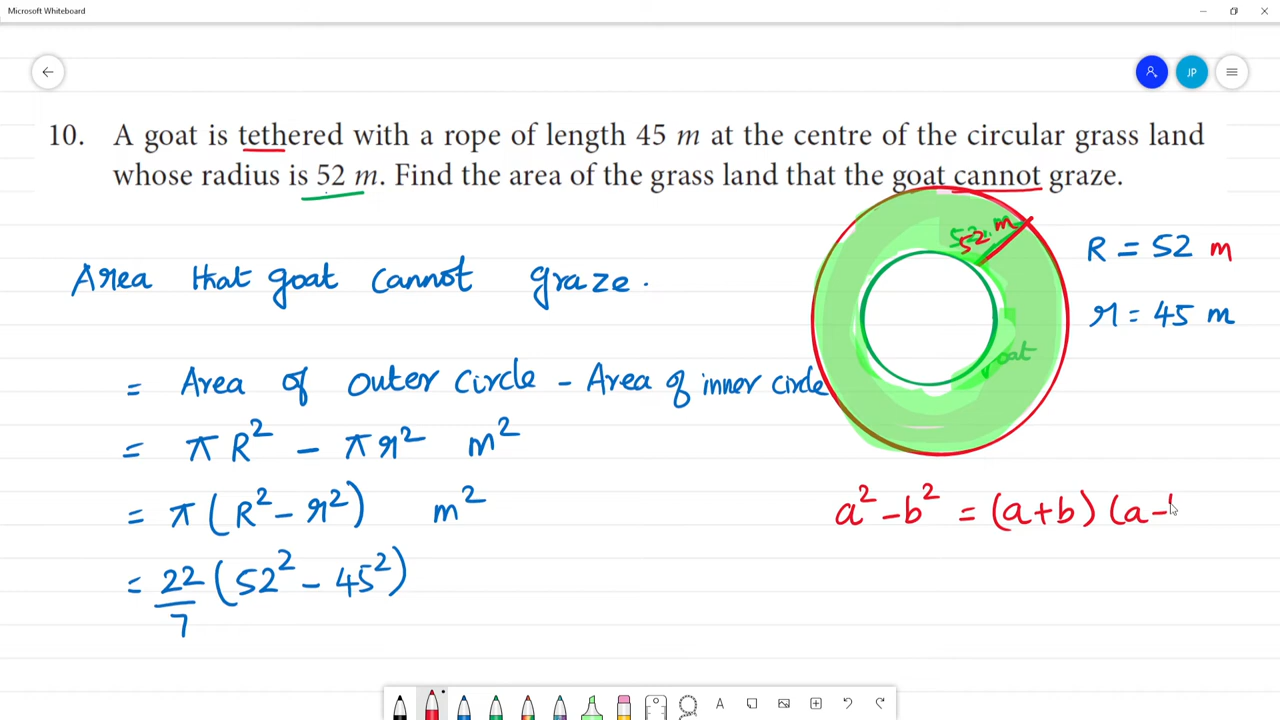 Microsoft Whiteboard
JP
10. A goat is tethered with a rope of length 45 m at the centre of the circular grass land
whose radius is 52 m. Find the area of the grass land that the goat cannot graze.
52 m
R = 52 m
r = 45 m
Area that goat cannot graze.
= Area of outer circle - Area of inner circle
= πR² - πr² m²
= π(R² - r²) m²
= 22/7 (52² - 45²)
a² - b² = (a+b) (a-
A